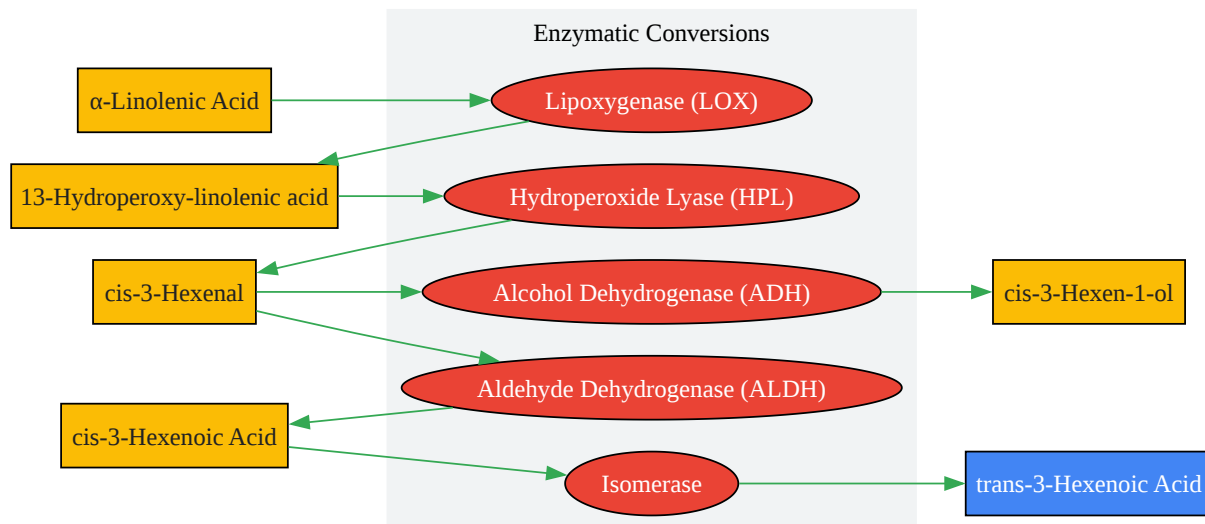 Enzymatic Conversions
α-Linolenic Acid
Lipoxygenase (LOX)
13-Hydroperoxy-linolenic acid
Hydroperoxide Lyase (HPL)
cis-3-Hexenal
Alcohol Dehydrogenase (ADH)
cis-3-Hexen-1-ol
Aldehyde Dehydrogenase (ALDH)
cis-3-Hexenoic Acid
Isomerase
trans-3-Hexenoic Acid